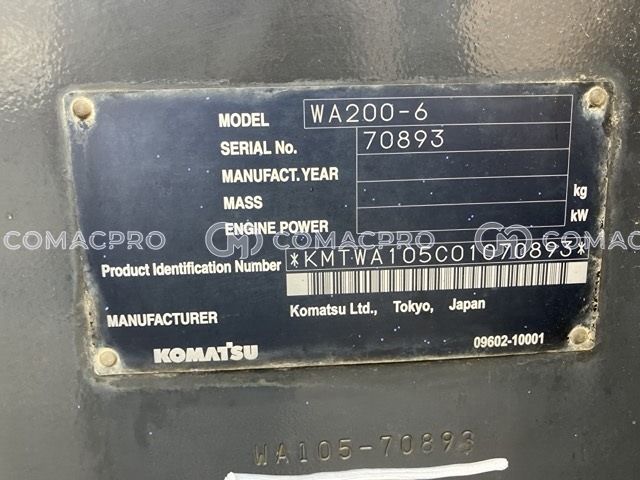 MODEL WA200-6
SERIAL No. 70893
MANUFACT. YEAR
MASS kg
ENGINE POWER kW
COMACPRO COMACPRO COMACPRO
Product Identification Number *KMTWA105C01070893*
MANUFACTURER Komatsu Ltd., Tokyo, Japan
KOMATSU 09602-10001
WA105-70893